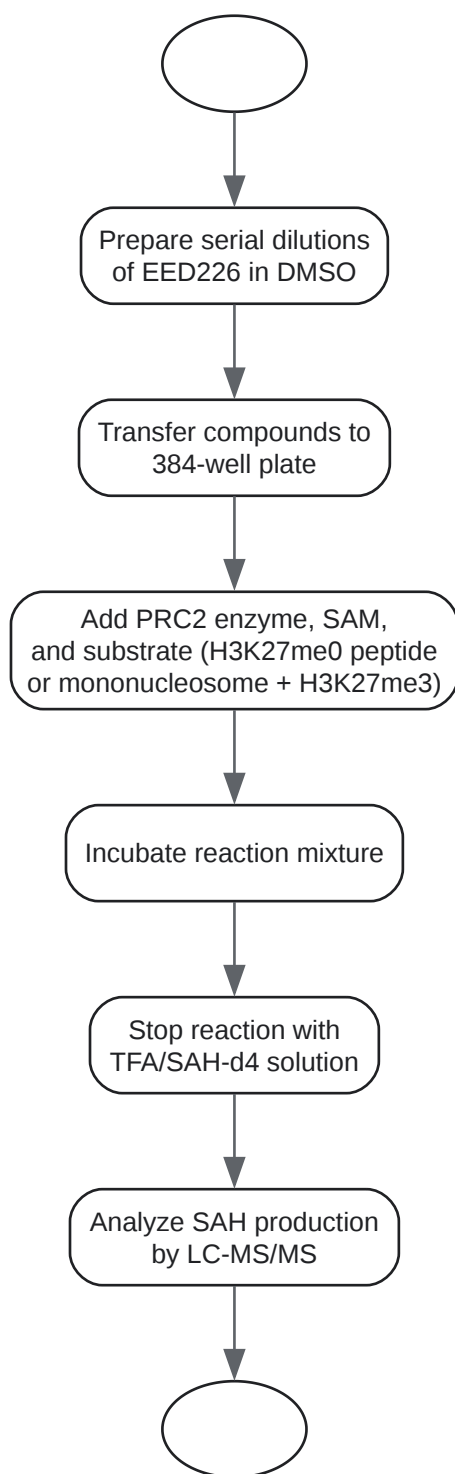 Prepare serial dilutions
of EED226 in DMSO
Transfer compounds to
384-well plate
Add PRC2 enzyme, SAM,
and substrate (H3K27me0 peptide
or mononucleosome + H3K27me3)
Incubate reaction mixture
Stop reaction with
TFA/SAH-d4 solution
Analyze SAH production
by LC-MS/MS